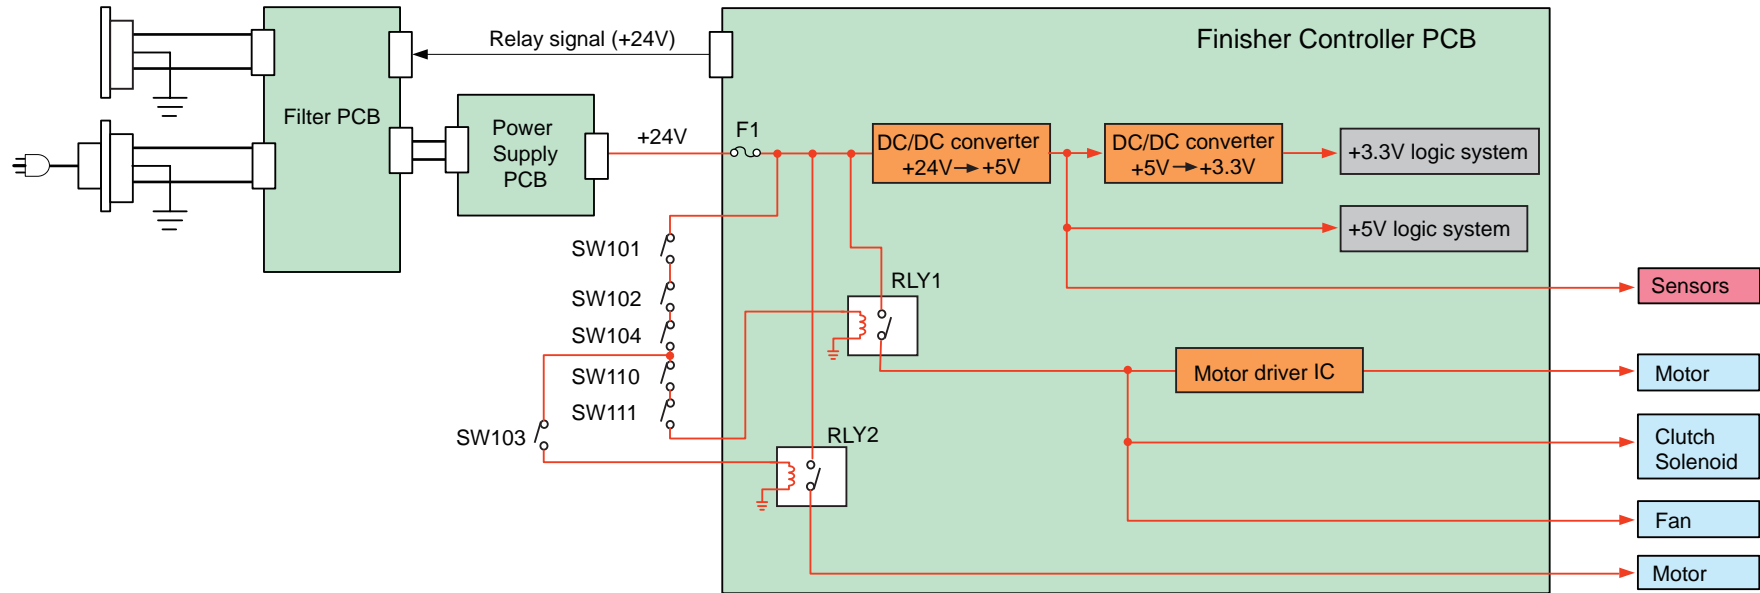 Relay signal (+24V)
Finisher Controller PCB
Filter PCB
Power
Supply
PCB
+24V
F1
DC/DC converter
+24V→+5V
DC/DC converter
+5V→+3.3V
+3.3V logic system
+5V logic system
SW101
SW102
SW104
SW110
SW111
SW103
RLY1
RLY2
Sensors
Motor driver IC
Motor
Clutch
Solenoid
Fan
Motor